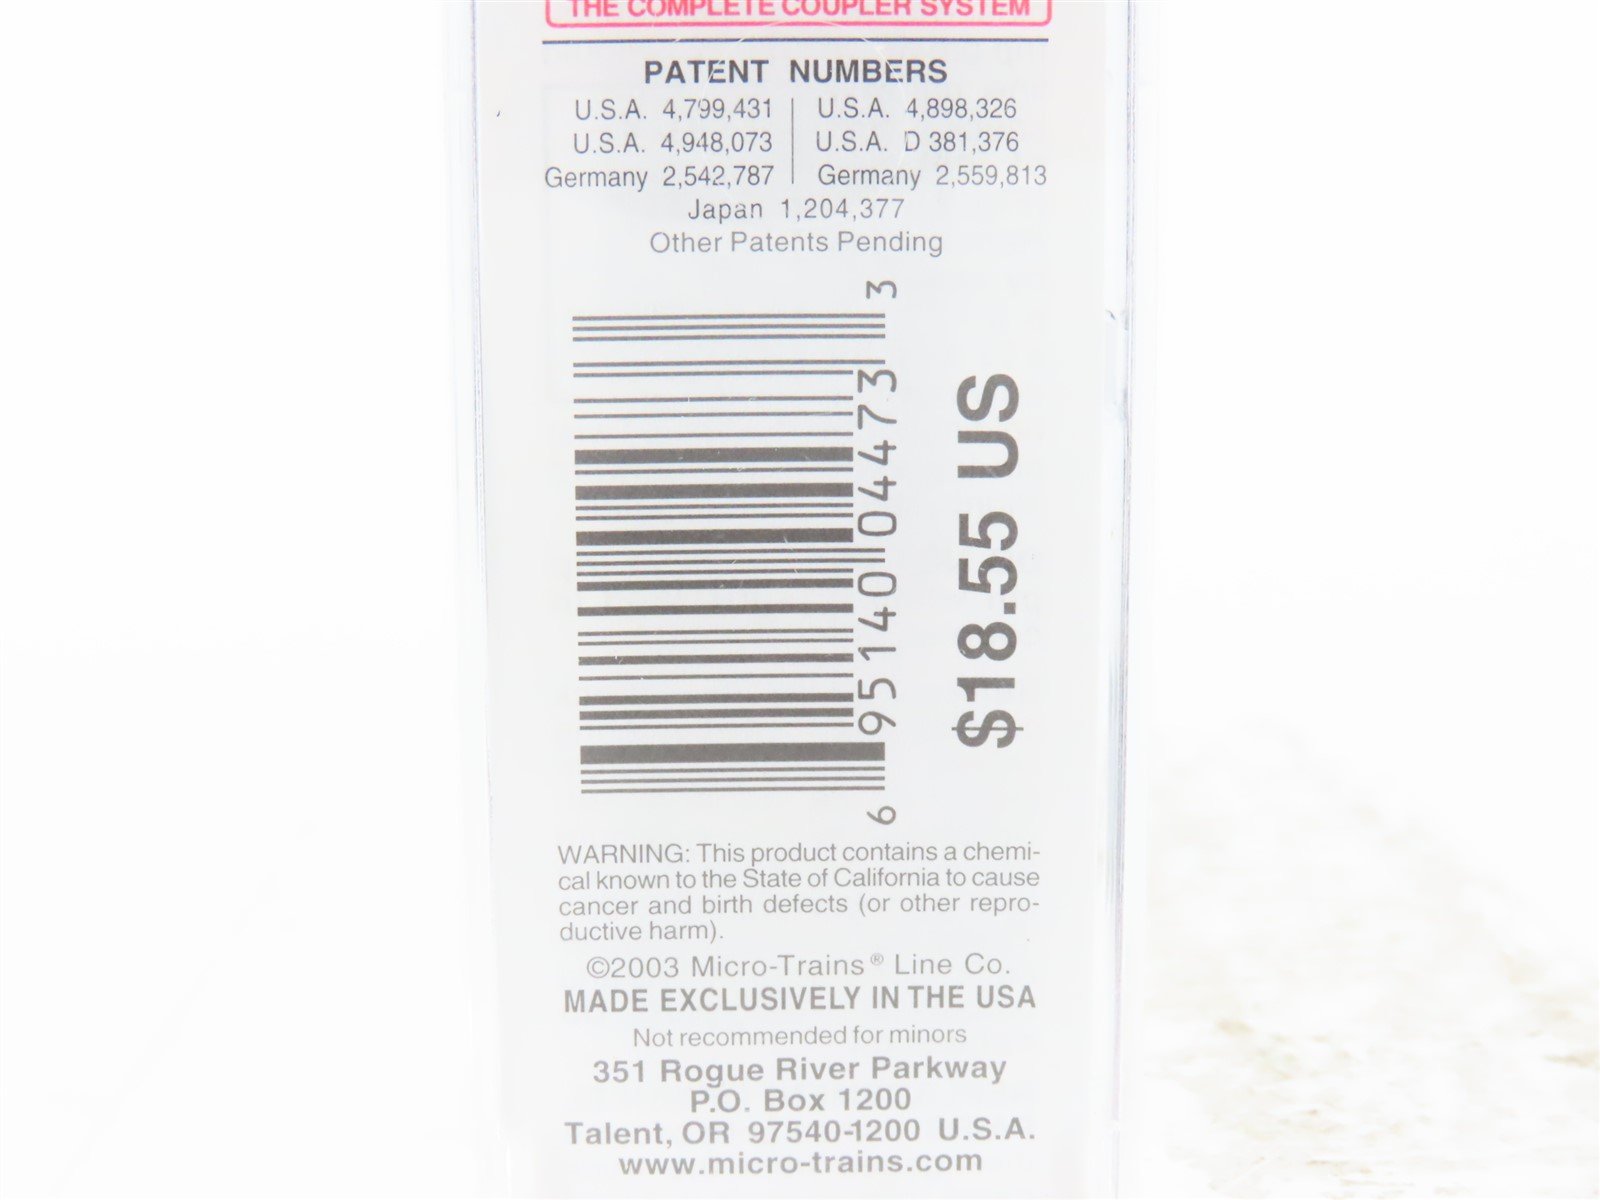 THE COMPLETE COUPLER SYSTEM
PATENT NUMBERS
U.S.A. 4,799,431 | U.S.A. 4,898,326
U.S.A. 4,948,073 | U.S.A. D 381,376
Germany 2,542,787 | Germany 2,559,813
Japan 1,204,377
Other Patents Pending
6 95140 04473 3
$18.55 US
WARNING: This product contains a chemi-
cal known to the State of California to cause
cancer and birth defects (or other repro-
ductive harm).
©2003 Micro-Trains® Line Co.
MADE EXCLUSIVELY IN THE USA
Not recommended for minors
351 Rogue River Parkway
P.O. Box 1200
Talent, OR 97540-1200 U.S.A.
www.micro-trains.com